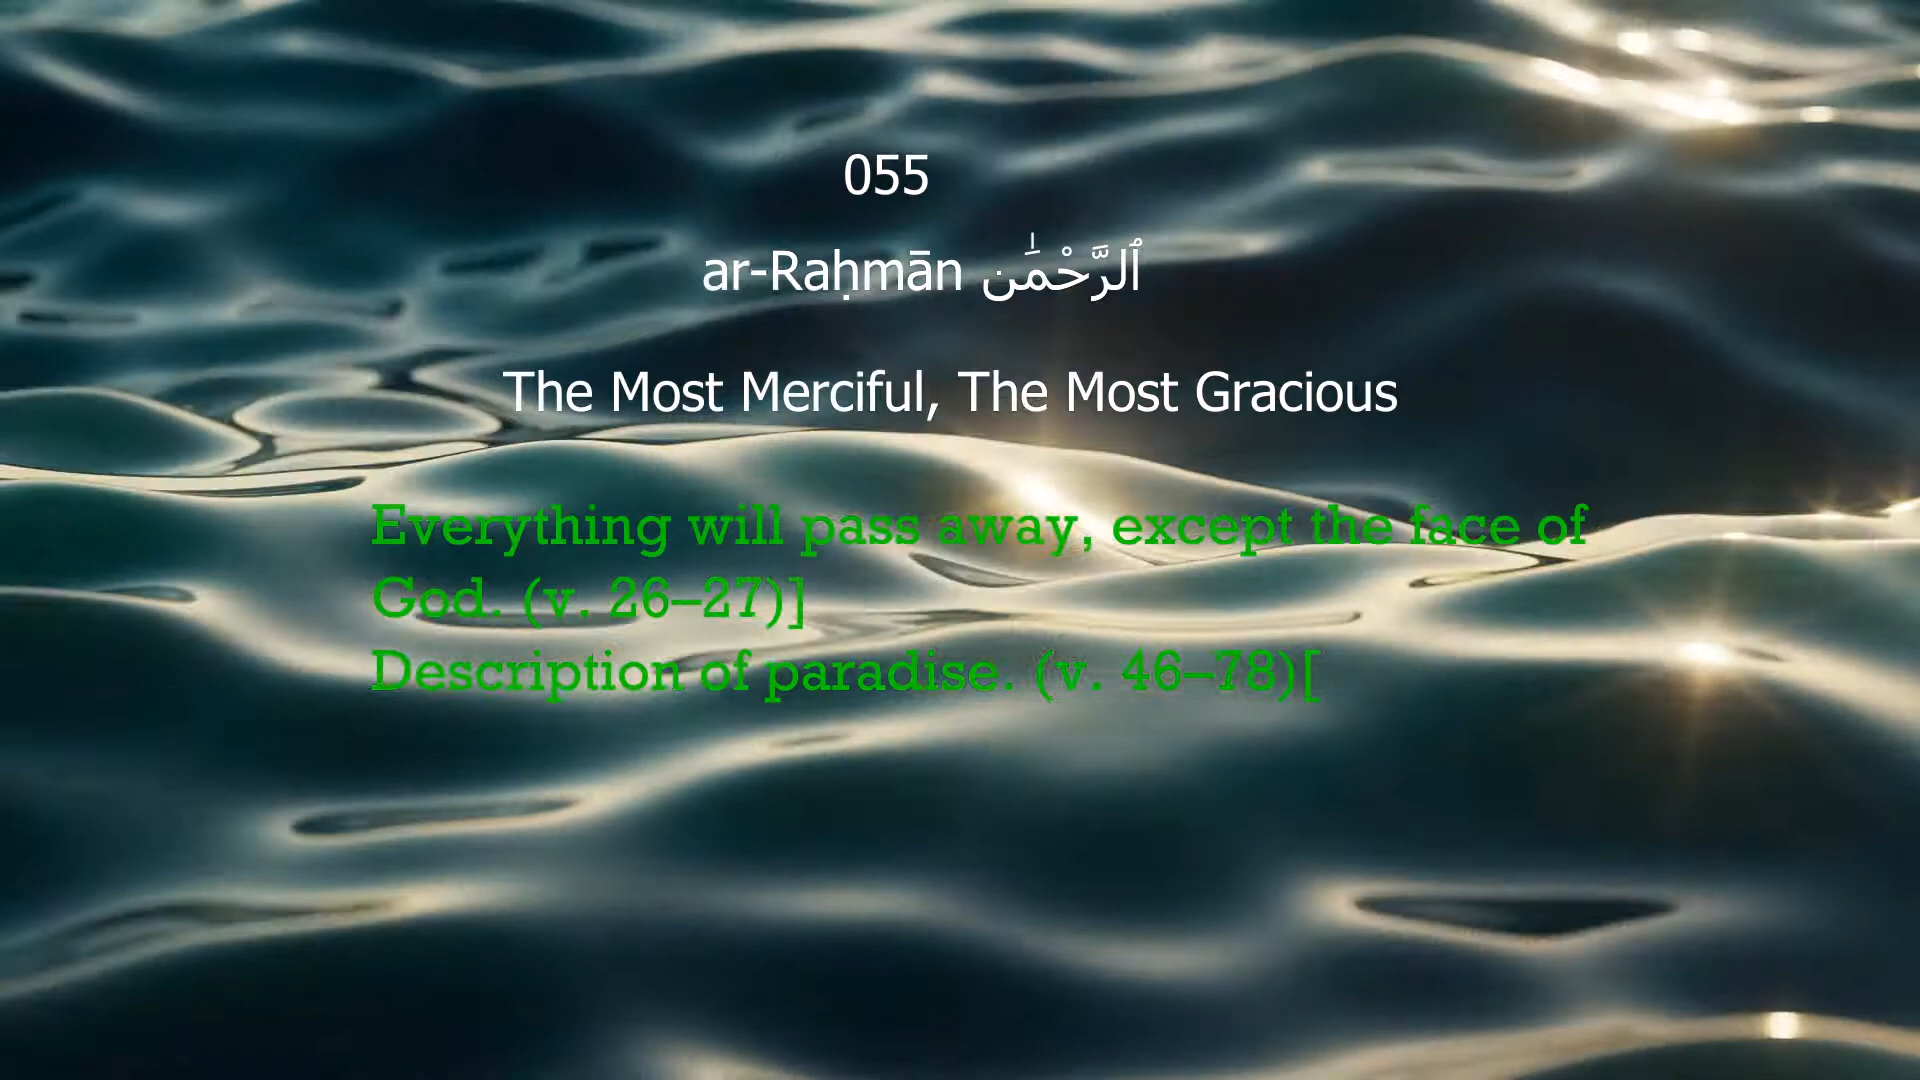 055
ar-Raḥmān ٱلرَّحْمَٰن
The Most Merciful, The Most Gracious
Everything will pass away, except the face of
God. (v. 26–27)]
Description of paradise. (v. 46–78)[